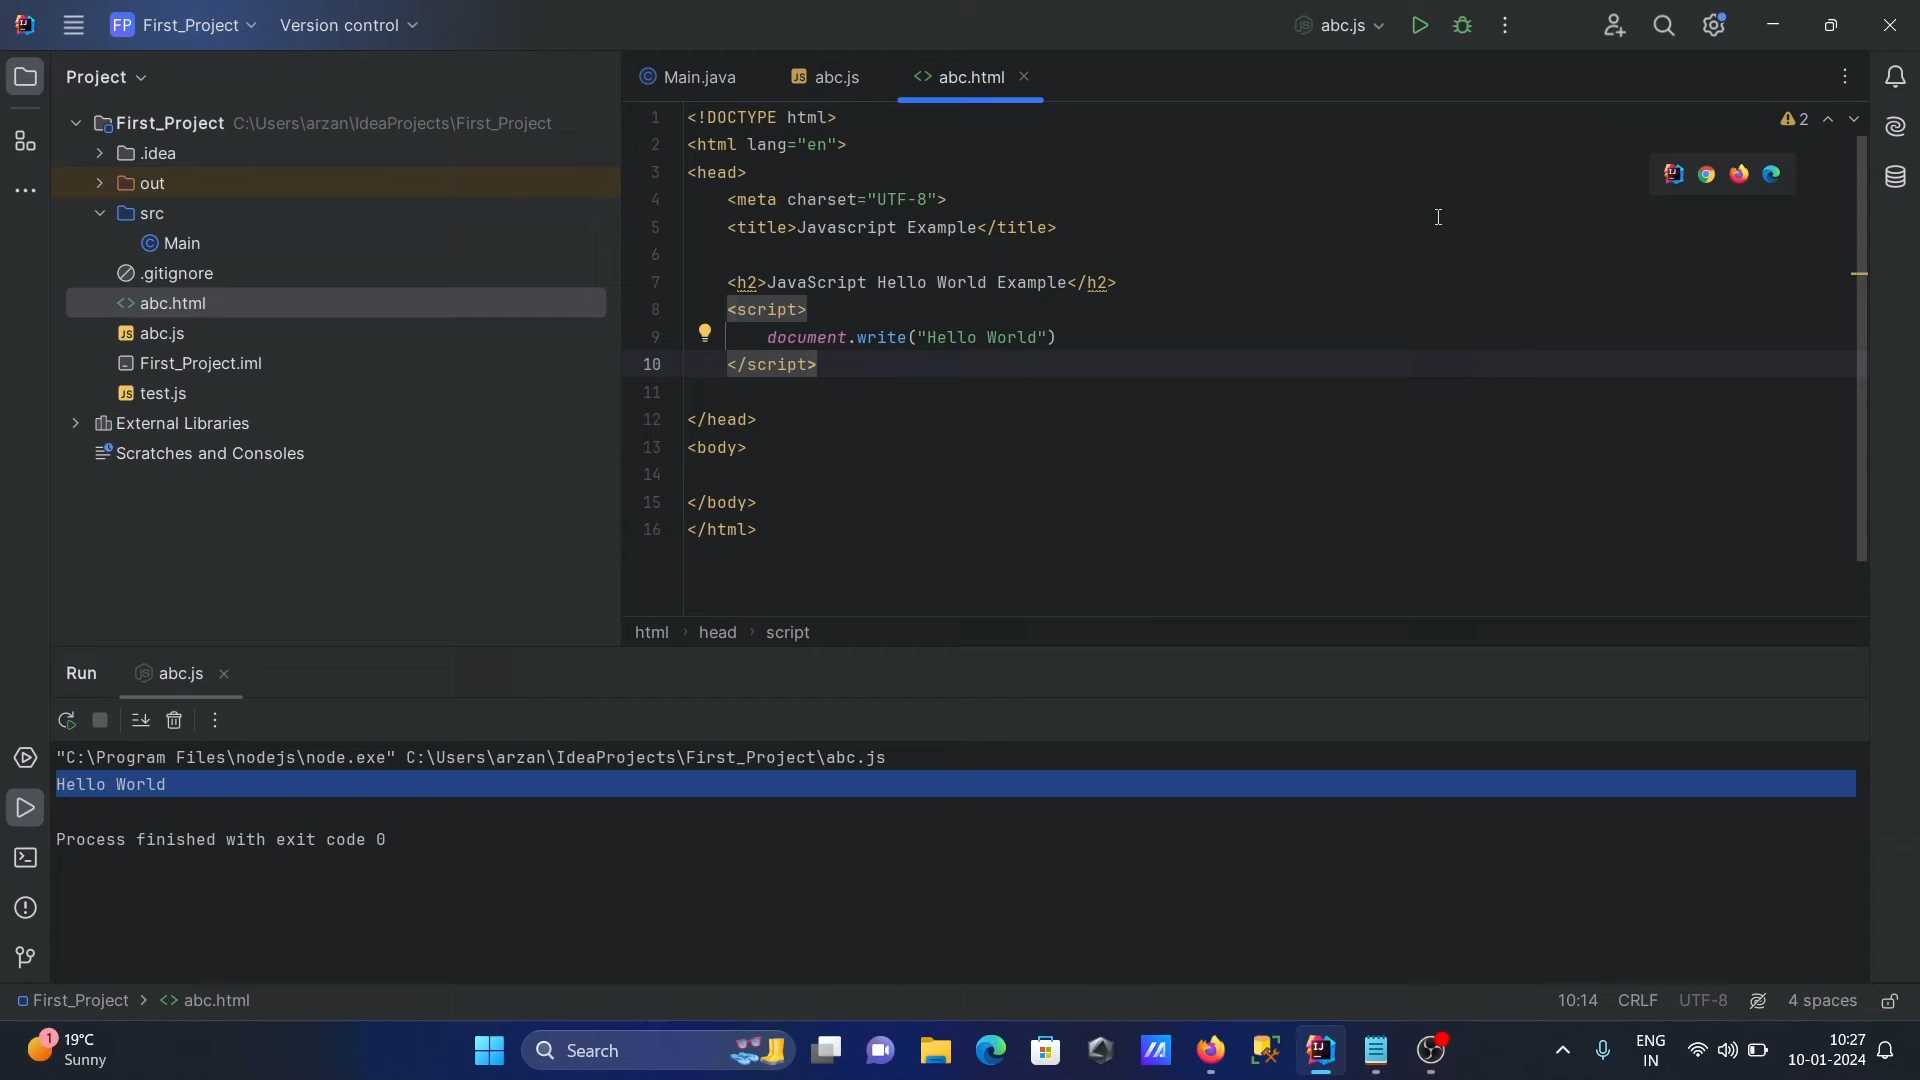 FP First_Project Version control abc.js
Project
First_Project C:\Users\arzan\IdeaProjects\First_Project
.idea
out
src
Main
.gitignore
<> abc.html
JS abc.js
First_Project.iml
JS test.js
External Libraries
Scratches and Consoles
Main.java JS abc.js <> abc.html
1 <!DOCTYPE html>
2 <html lang="en">
3 <head>
4 <meta charset="UTF-8">
5 <title>Javascript Example</title>
6
7 <h2>JavaScript Hello World Example</h2>
8 <script>
9 document.write("Hello World")
10 </script>
11
12 </head>
13 <body>
14
15 </body>
16 </html>
2
html › head › script
Run abc.js
"C:\Program Files\nodejs\node.exe" C:\Users\arzan\IdeaProjects\First_Project\abc.js
Hello World
Process finished with exit code 0
First_Project > <> abc.html
10:14 CRLF UTF-8 4 spaces
1 19°C
Sunny
Search
ENG
IN
10:27
10-01-2024